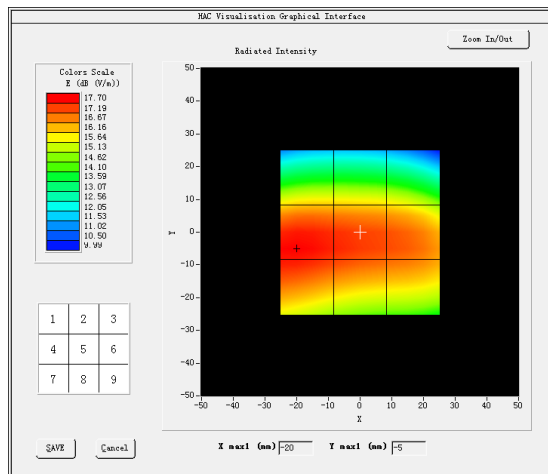 HAC Visualisation Graphical Interface
Zoom In/Out
Radiated Intensity
Colors Scale
E (dB (V/m))
17.70
17.19
16.67
16.16
15.64
15.13
14.62
14.10
13.59
13.07
12.56
12.05
11.53
11.02
10.50
9.99
50
40
30
20
10
0
-10
-20
-30
-40
-50
Y
-50 -40 -30 -20 -10 0 10 20 30 40 50
X
1 2 3
4 5 6
7 8 9
SAVE Cancel X max1 (mm) -20 Y max1 (mm) -5